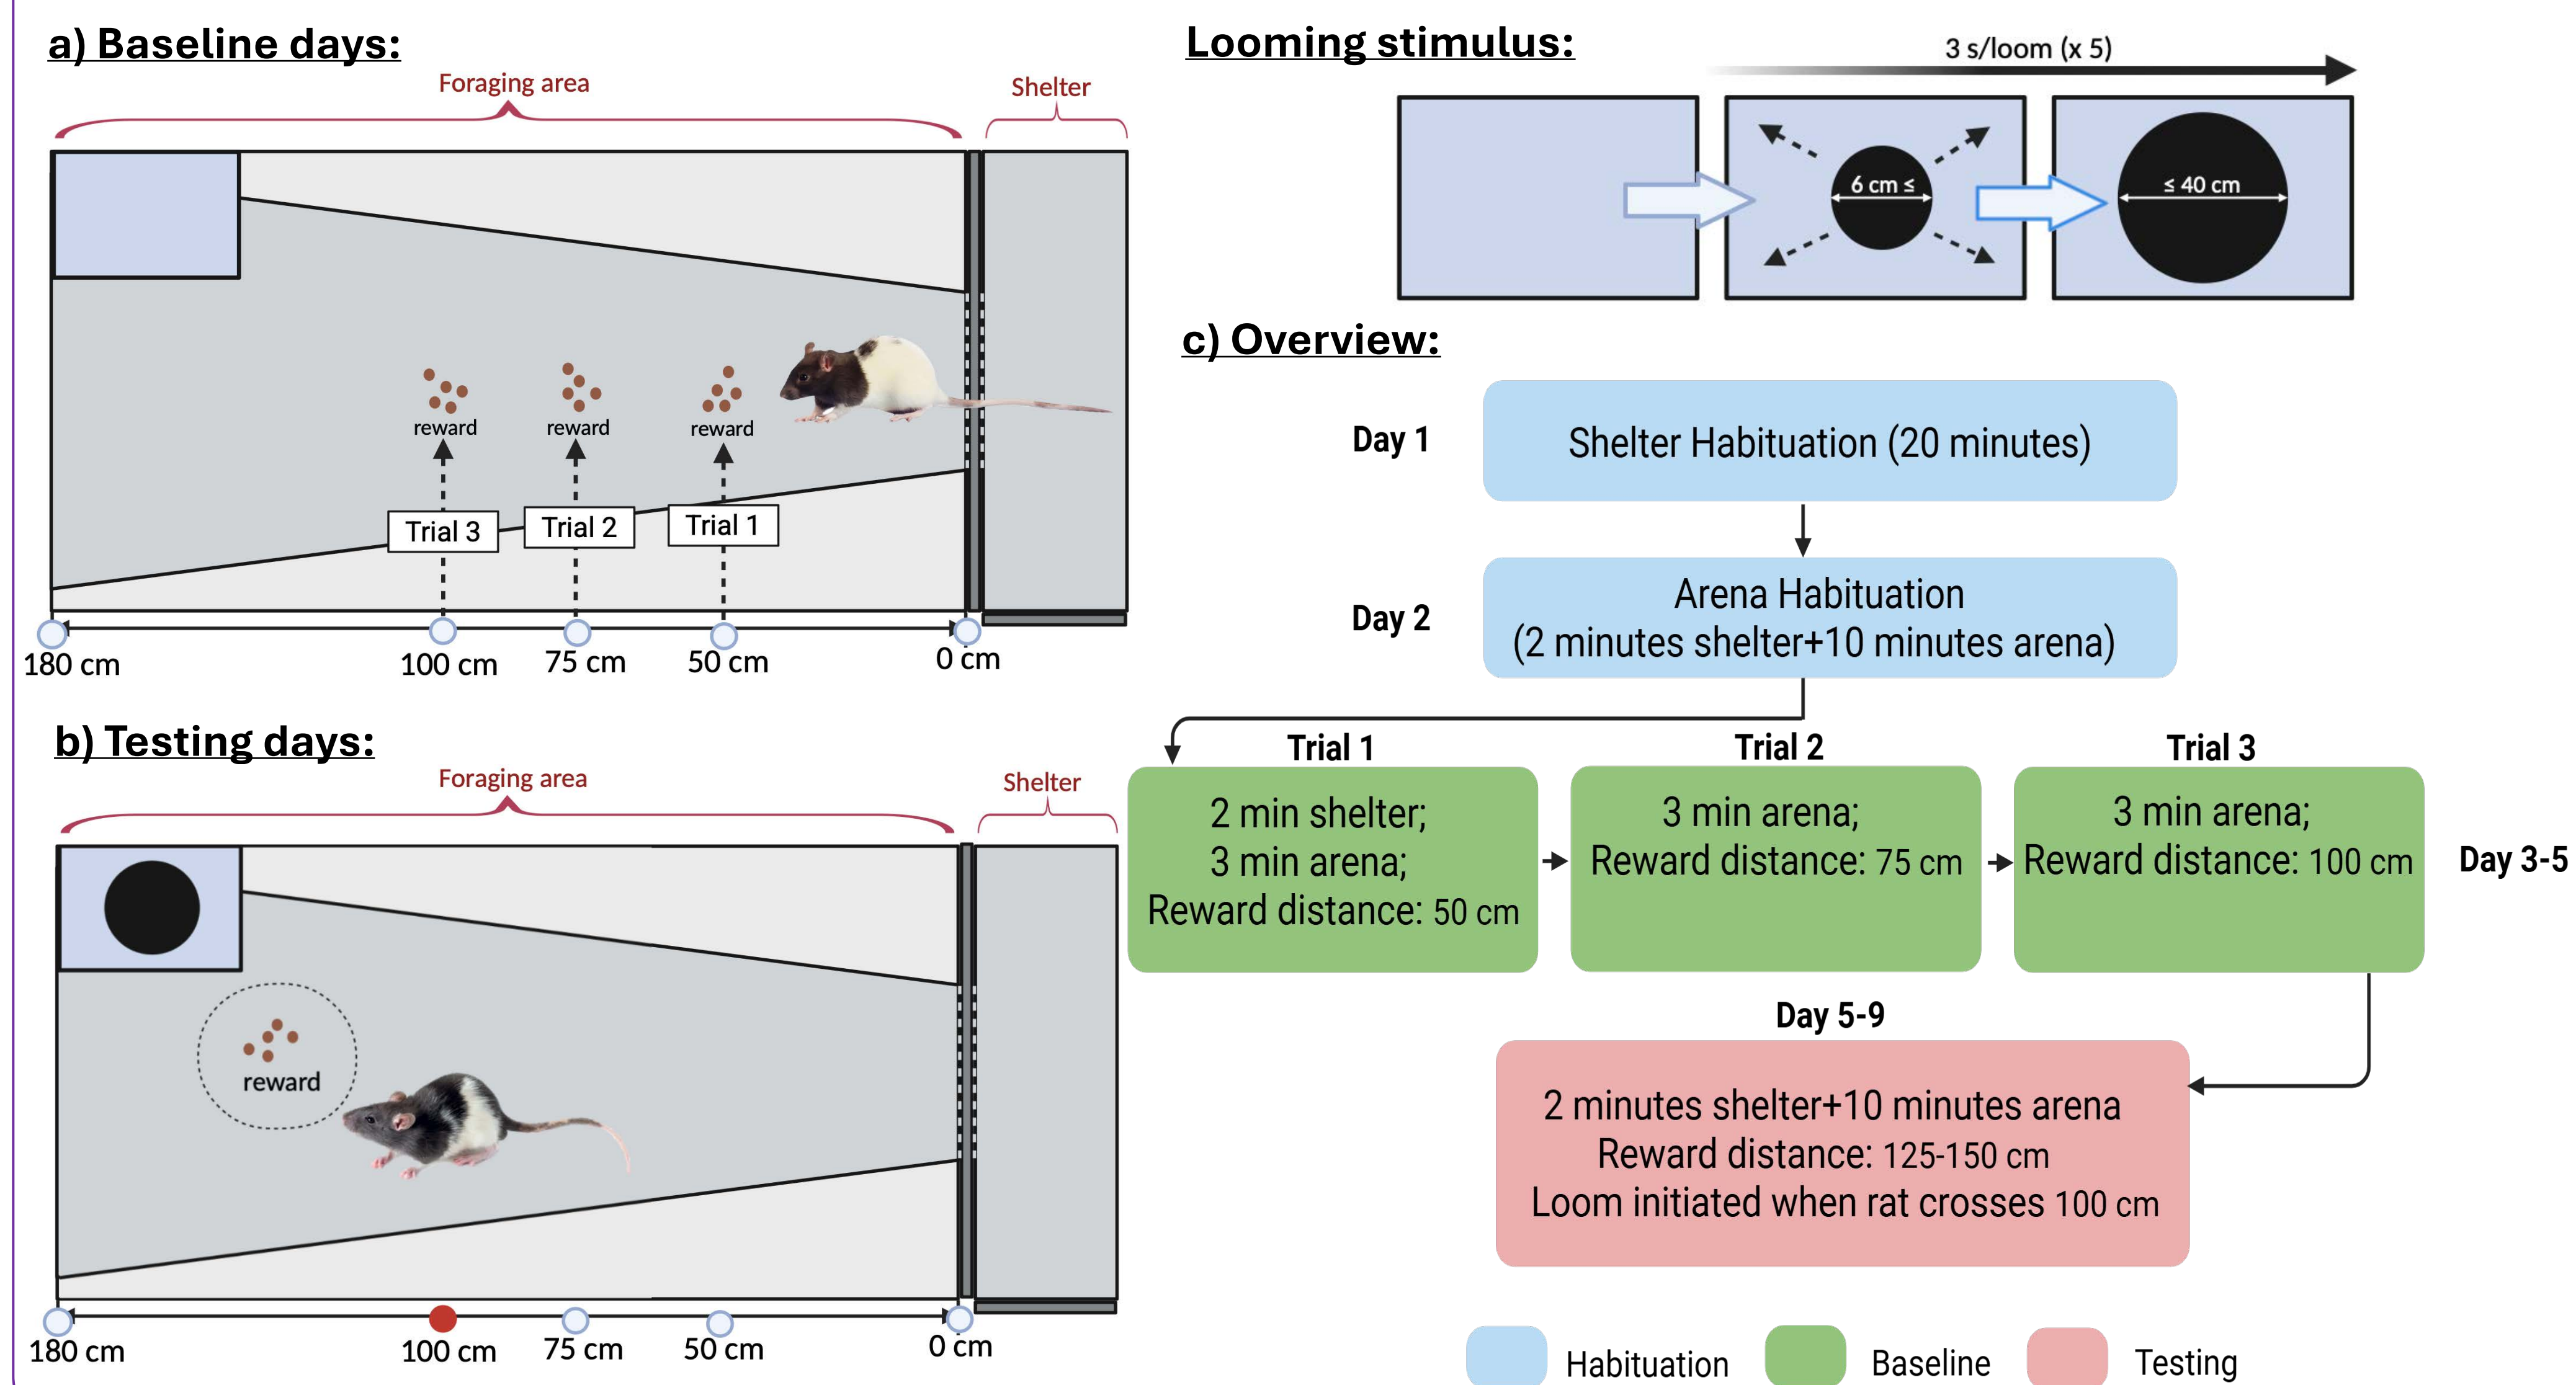 a) Baseline days:
Foraging area
Shelter
reward
reward
reward
Trial 3
Trial 2
Trial 1
180 cm
100 cm
75 cm
50 cm
0 cm
b) Testing days:
Foraging area
Shelter
reward
180 cm
100 cm
75 cm
50 cm
0 cm
Looming stimulus:
3 s/loom (x 5)
6 cm ≤
≤ 40 cm
c) Overview:
Day 1
Shelter Habituation (20 minutes)
Day 2
Arena Habituation
(2 minutes shelter+10 minutes arena)
Trial 1
2 min shelter;
3 min arena;
Reward distance: 50 cm
Trial 2
3 min arena;
Reward distance: 75 cm
Trial 3
3 min arena;
Reward distance: 100 cm
Day 3-5
Day 5-9
2 minutes shelter+10 minutes arena
Reward distance: 125-150 cm
Loom initiated when rat crosses 100 cm
Habituation
Baseline
Testing